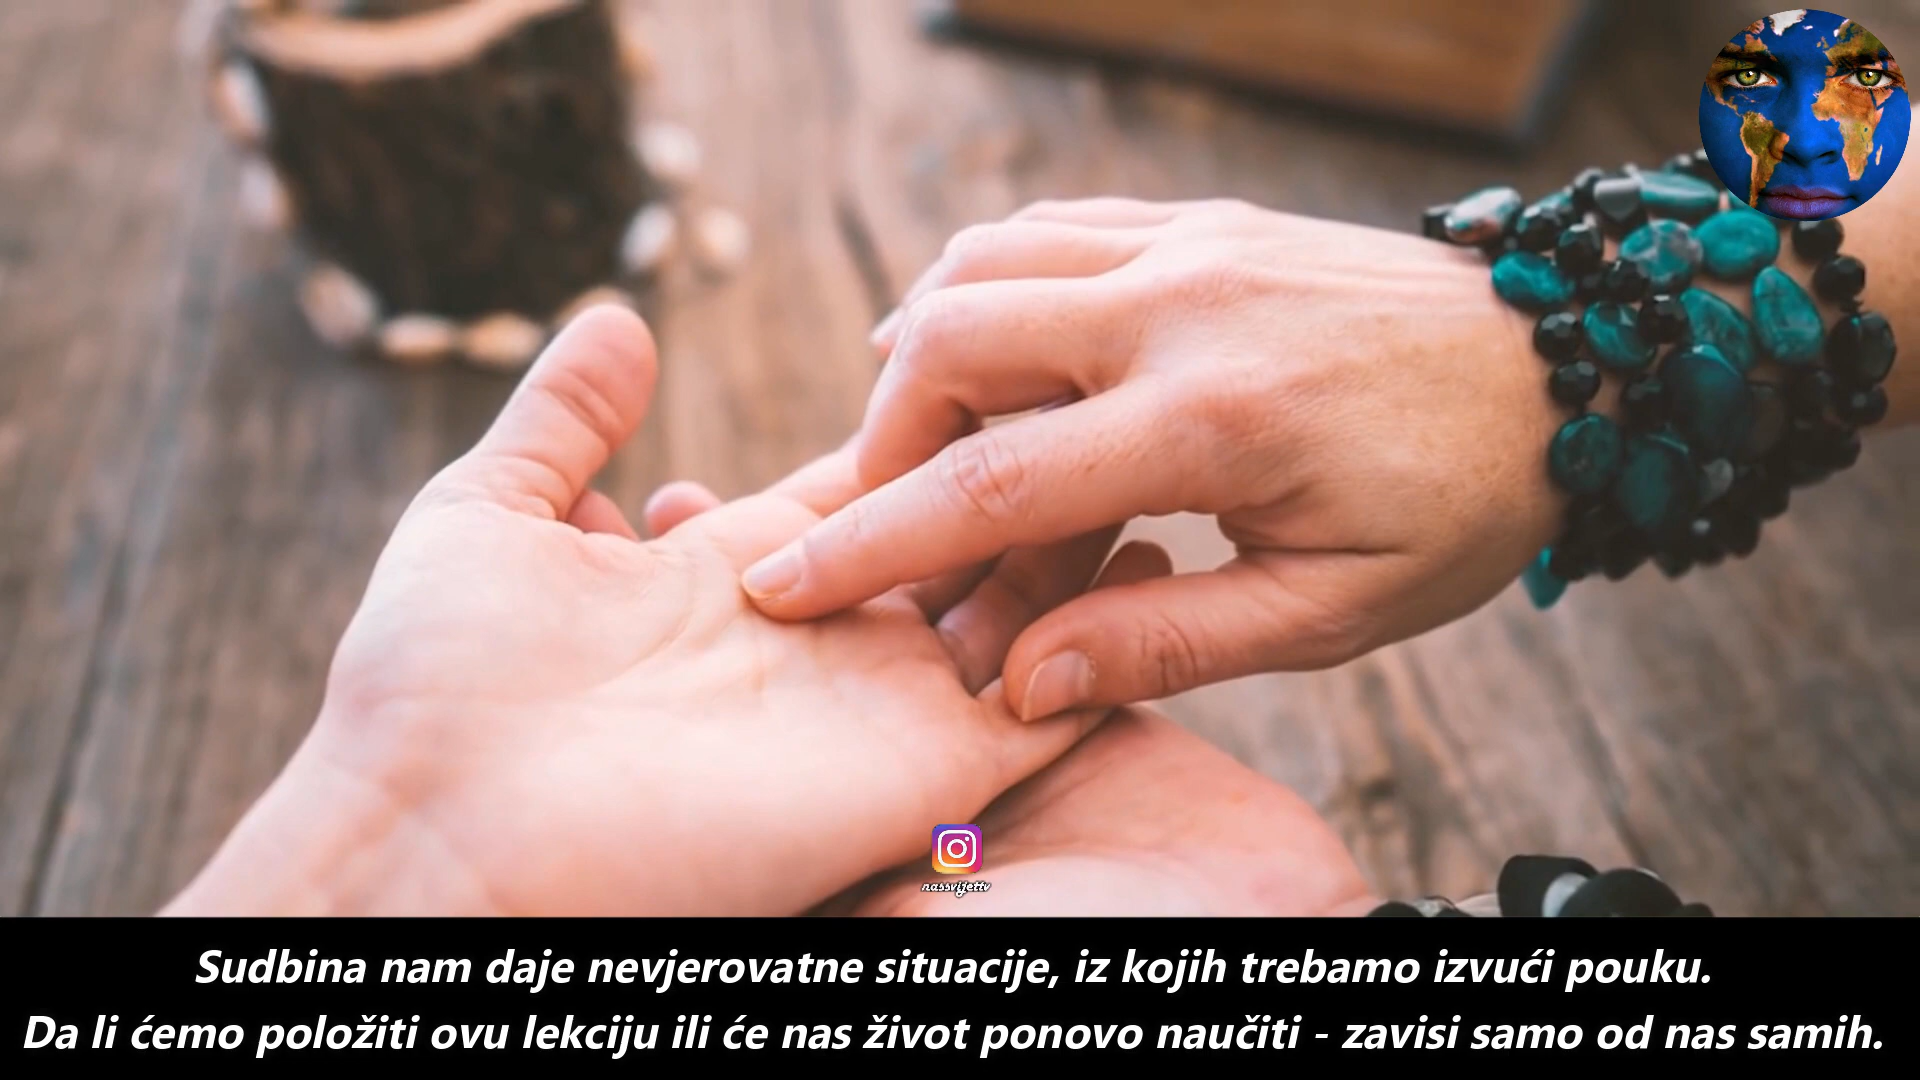 nassvijettv
Sudbina nam daje nevjerovatne situacije, iz kojih trebamo izvući pouku.
Da li ćemo položiti ovu lekciju ili će nas život ponovo naučiti - zavisi samo od nas samih.